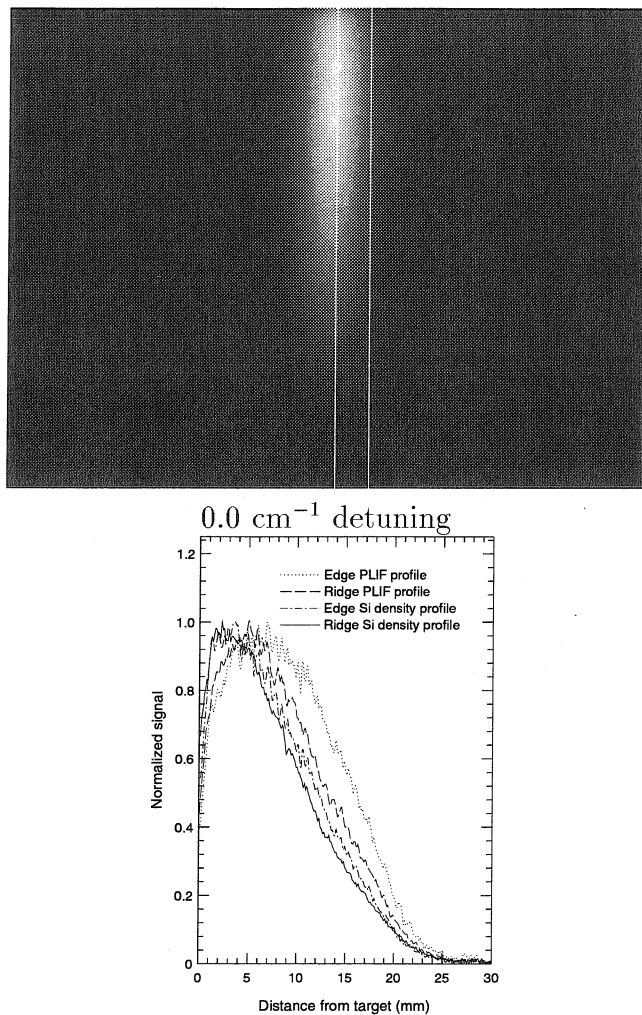 0.0 cm⁻¹ detuning
1.2
Edge PLIF profile
Ridge PLIF profile
Edge Si density profile
Ridge Si density profile
1.0
0.8
0.6
0.4
0.2
0
Normalized signal
0 5 10 15 20 25 30
Distance from target (mm)